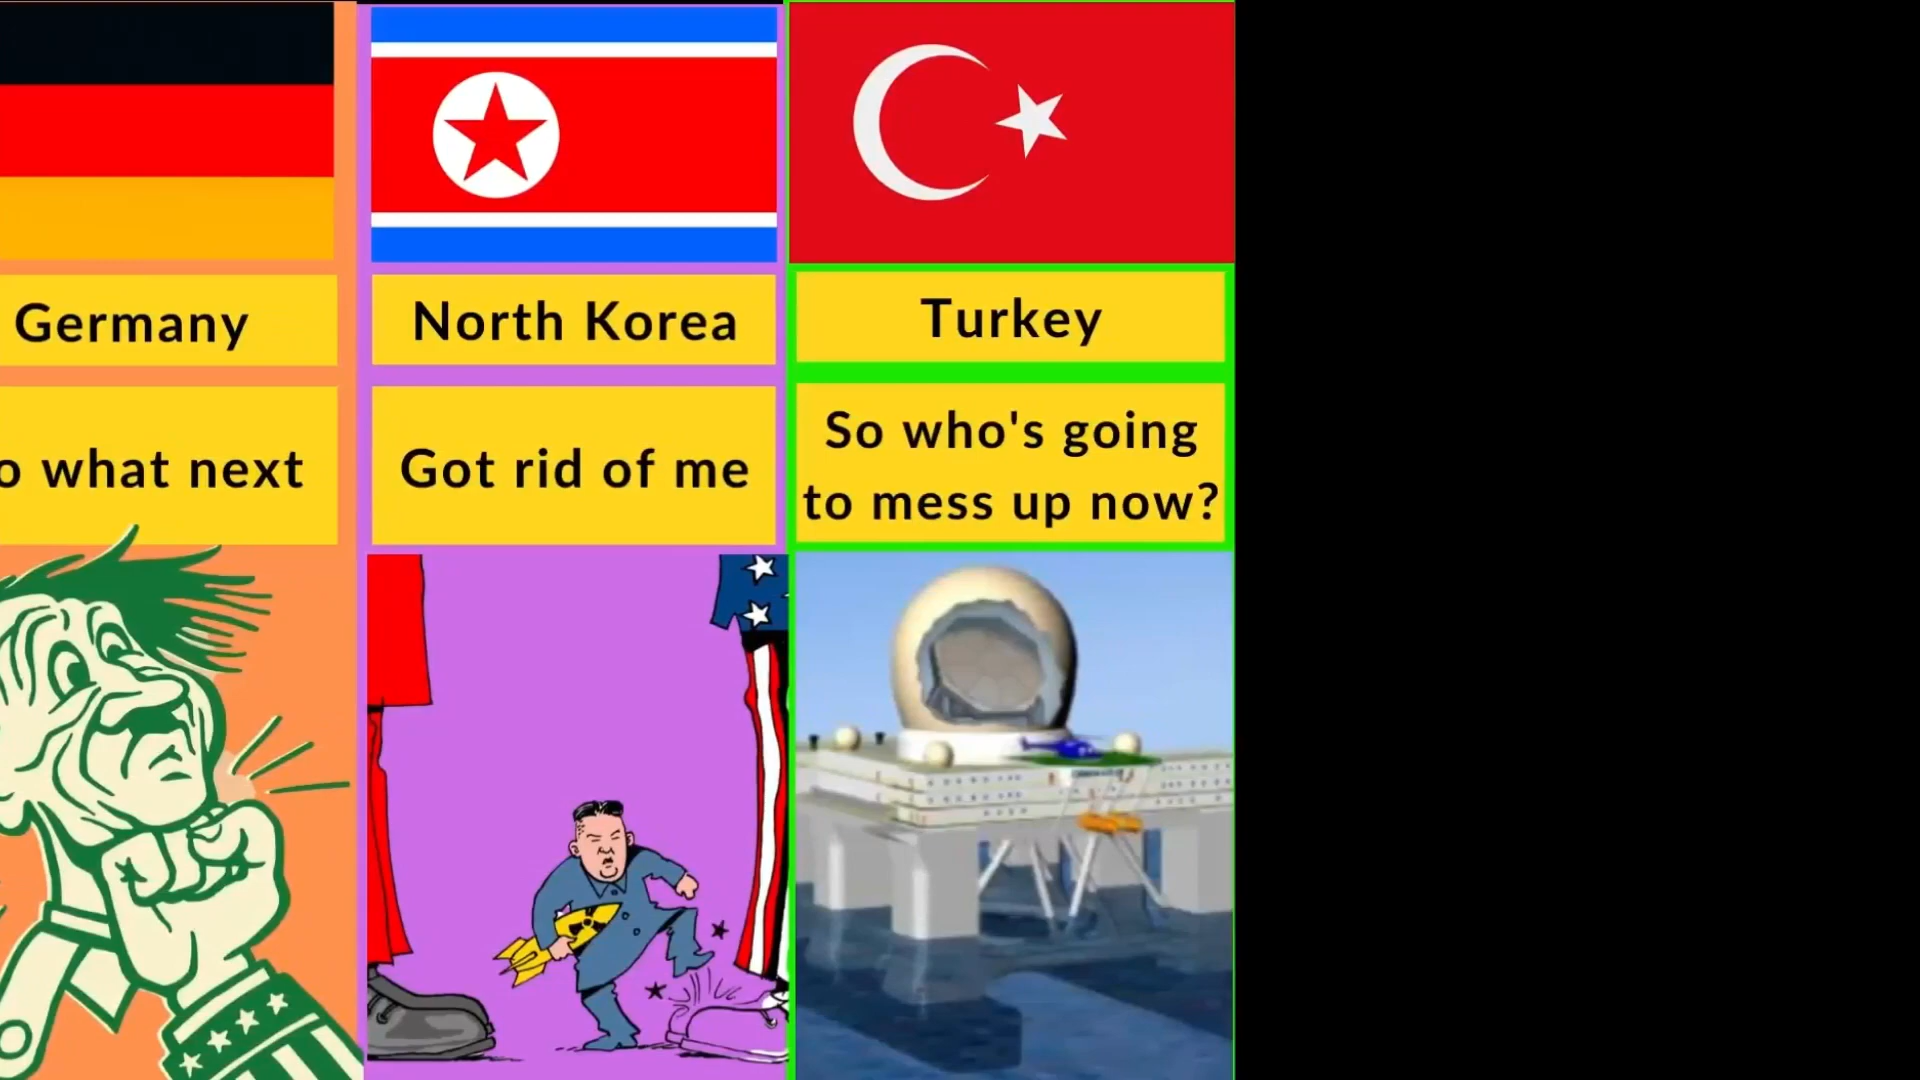 Germany
North Korea
Turkey
what next
Got rid of me
So who's going
to mess up now?